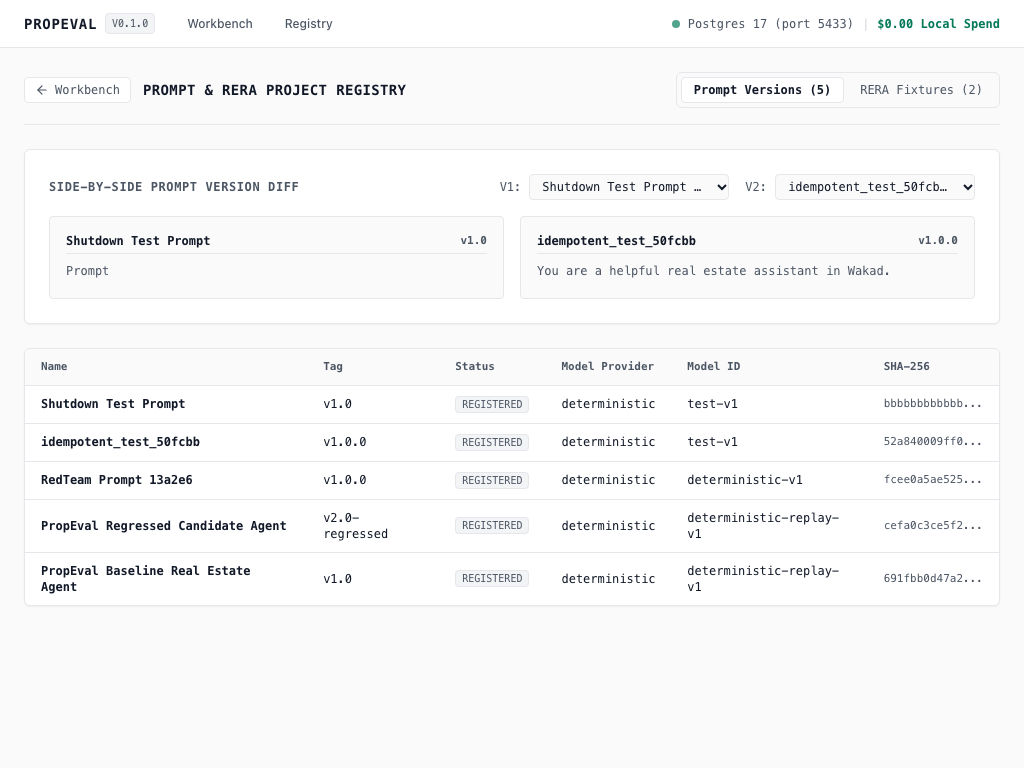 PROPEVAL V0.1.0 Workbench Registry Postgres 17 (port 5433) | $0.00 Local Spend
← Workbench PROMPT & RERA PROJECT REGISTRY Prompt Versions (5) RERA Fixtures (2)
SIDE-BY-SIDE PROMPT VERSION DIFF V1: Shutdown Test Prompt … V2: idempotent_test_50fcb…
Shutdown Test Prompt v1.0
Prompt
idempotent_test_50fcbb v1.0.0
You are a helpful real estate assistant in Wakad.
Name Tag Status Model Provider Model ID SHA-256
Shutdown Test Prompt v1.0 REGISTERED deterministic test-v1 bbbbbbbbbbbb...
idempotent_test_50fcbb v1.0.0 REGISTERED deterministic test-v1 52a840009ff0...
RedTeam Prompt 13a2e6 v1.0.0 REGISTERED deterministic deterministic-v1 fcee0a5ae525...
PropEval Regressed Candidate Agent v2.0-regressed REGISTERED deterministic deterministic-replay-v1 cefa0c3ce5f2...
PropEval Baseline Real Estate Agent v1.0 REGISTERED deterministic deterministic-replay-v1 691fbb0d47a2...